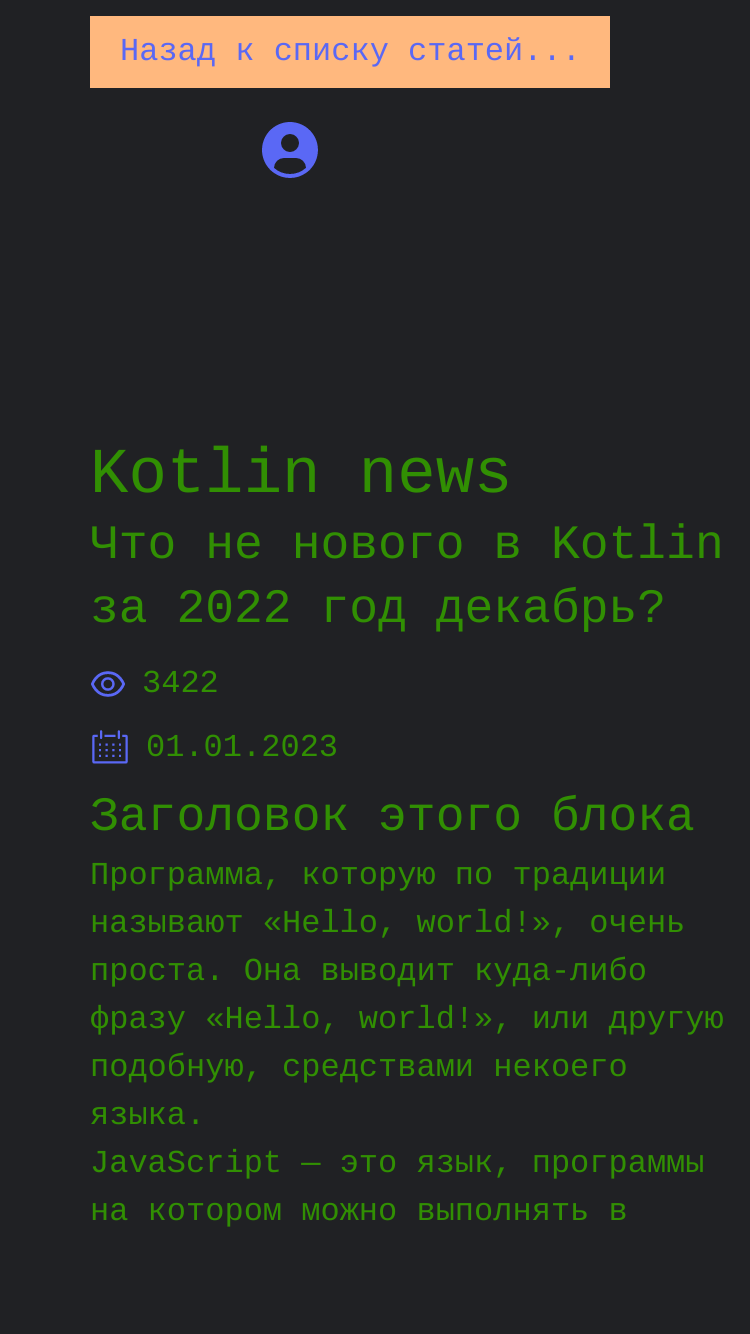 Назад к списку статей...
Kotlin news
Что не нового в Kotlin
за 2022 год декабрь?
3422
01.01.2023
Заголовок этого блока
Программа, которую по традиции
называют «Hello, world!», очень
проста. Она выводит куда-либо
фразу «Hello, world!», или другую
подобную, средствами некоего
языка.
JavaScript — это язык, программы
на котором можно выполнять в